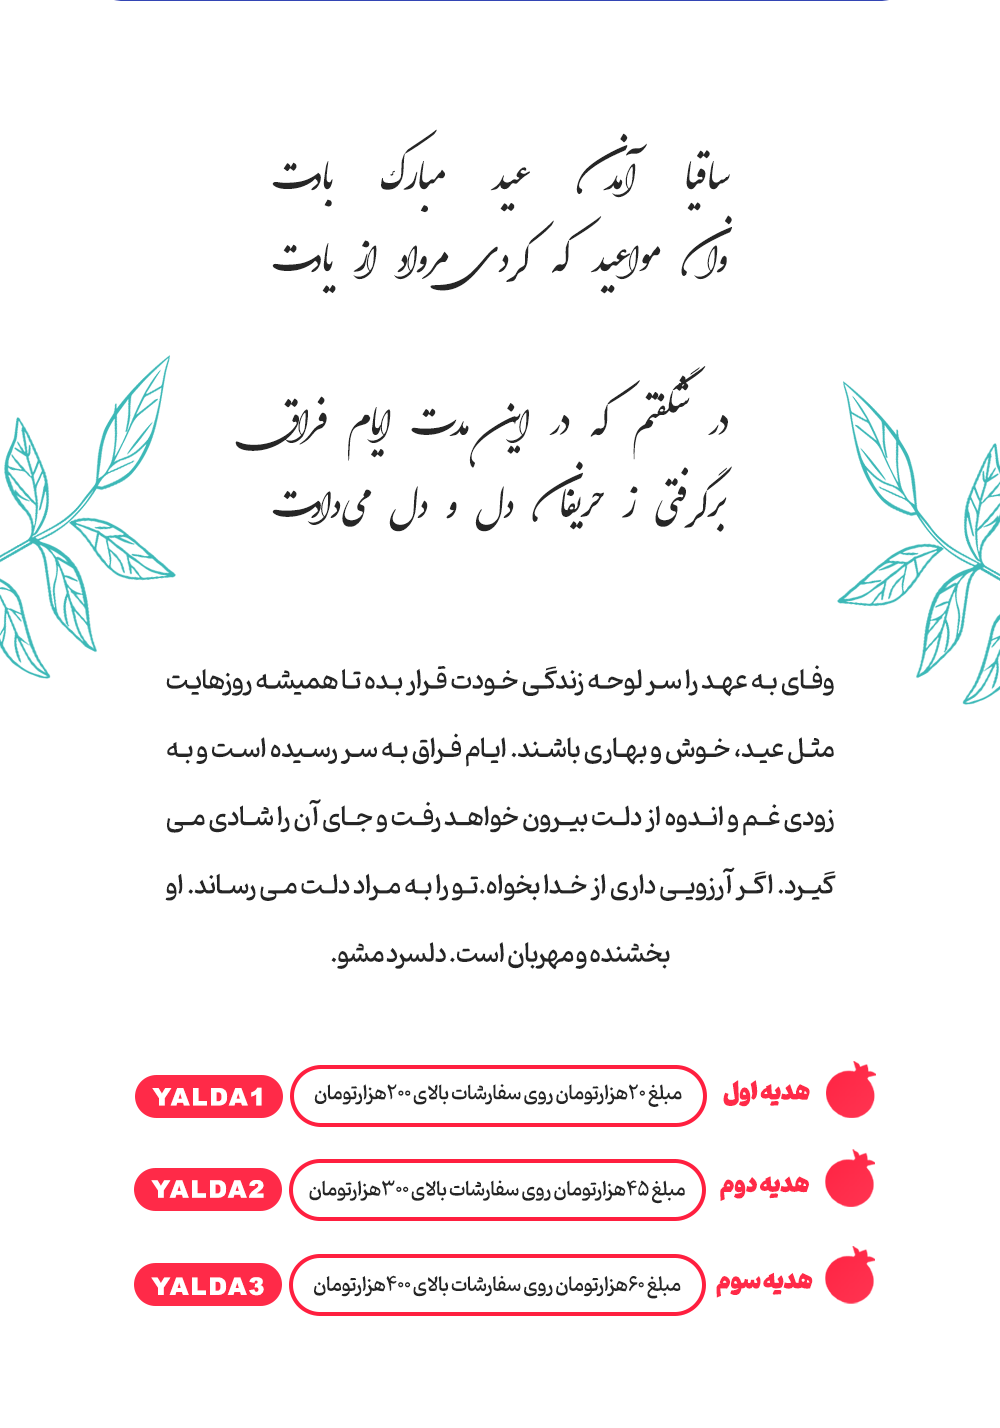 ساقیا آمدن عید مبارک بادت
وان مواعید که کردی مرواد از یادت
در شگفتم که در این مدت ایام فراق
برگرفتی ز حریفان دل و دل می‌دادت
وفای به عهد را سر لوحه زندگی خودت قرار بده تا همیشه روزهایت
مثل عید، خوش و بهاری باشند. ایام فراق به سر رسیده است و به
زودی غم و اندوه از دلت بیرون خواهد رفت و جای آن را شادی می
گیرد. اگر آرزویی داری از خدا بخواه.تو را به مراد دلت می رساند. او
بخشنده و مهربان است. دلسرد مشو.
هدیه اول مبلغ ۲۰هزارتومان روی سفارشات بالای ۲۰۰هزارتومان YALDA1
هدیه دوم مبلغ ۴۵هزارتومان روی سفارشات بالای ۳۰۰هزارتومان YALDA2
هدیه سوم مبلغ ۶۰هزارتومان روی سفارشات بالای ۴۰۰هزارتومان YALDA3